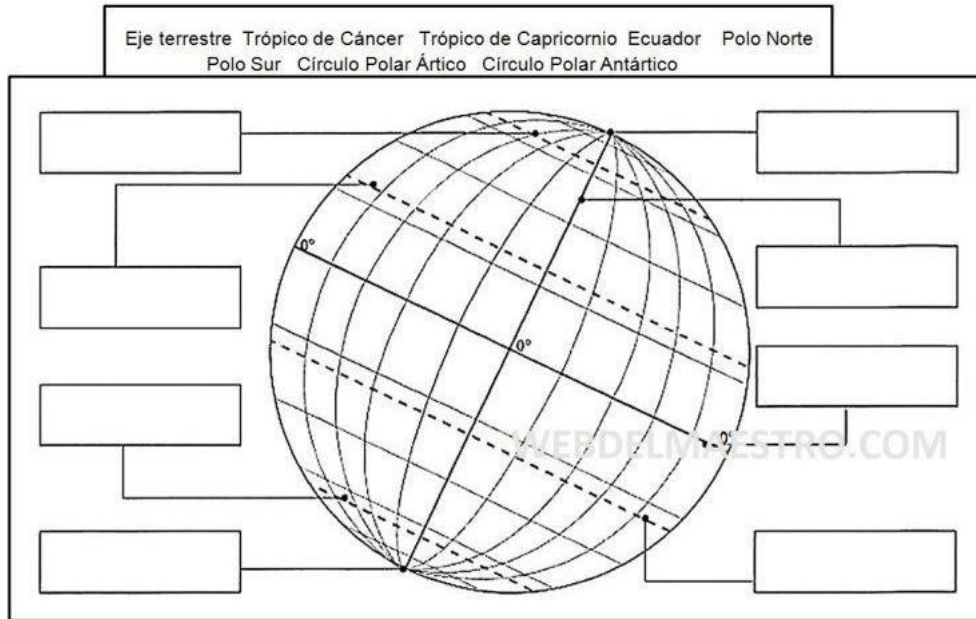 Eje terrestre Trópico de Cáncer Trópico de Capricornio Ecuador Polo Norte
Polo Sur Círculo Polar Ártico Círculo Polar Antártico
0°
0°
0°
WEBDELMAESTRO.COM